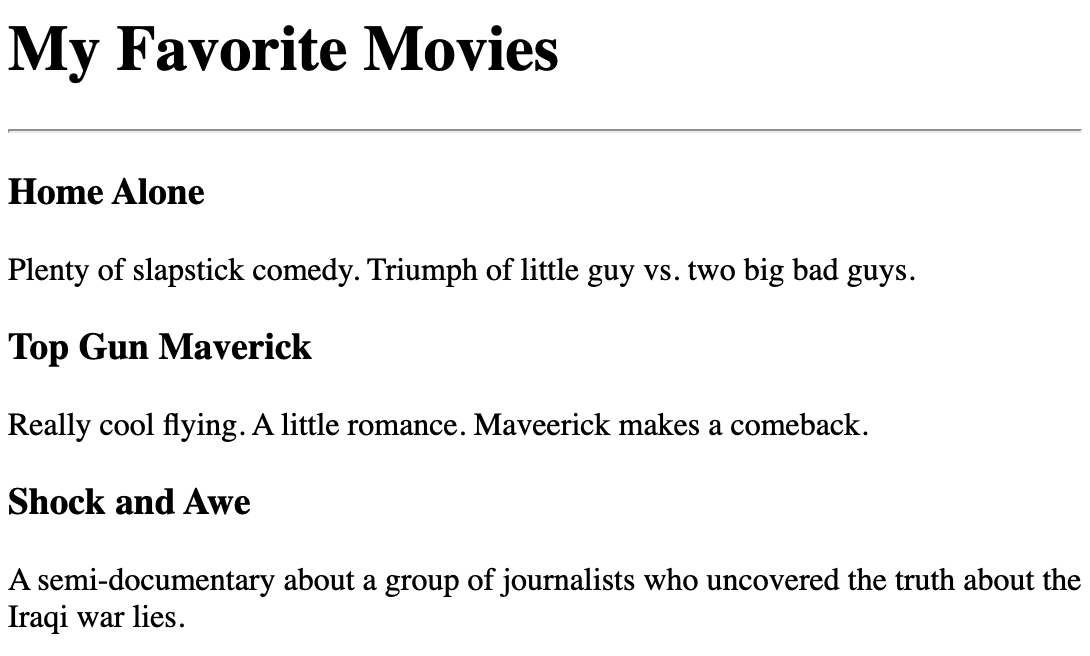 My Favorite Movies
Home Alone
Plenty of slapstick comedy. Triumph of little guy vs. two big bad guys.
Top Gun Maverick
Really cool flying. A little romance. Maveerick makes a comeback.
Shock and Awe
A semi-documentary about a group of journalists who uncovered the truth about the
Iraqi war lies.